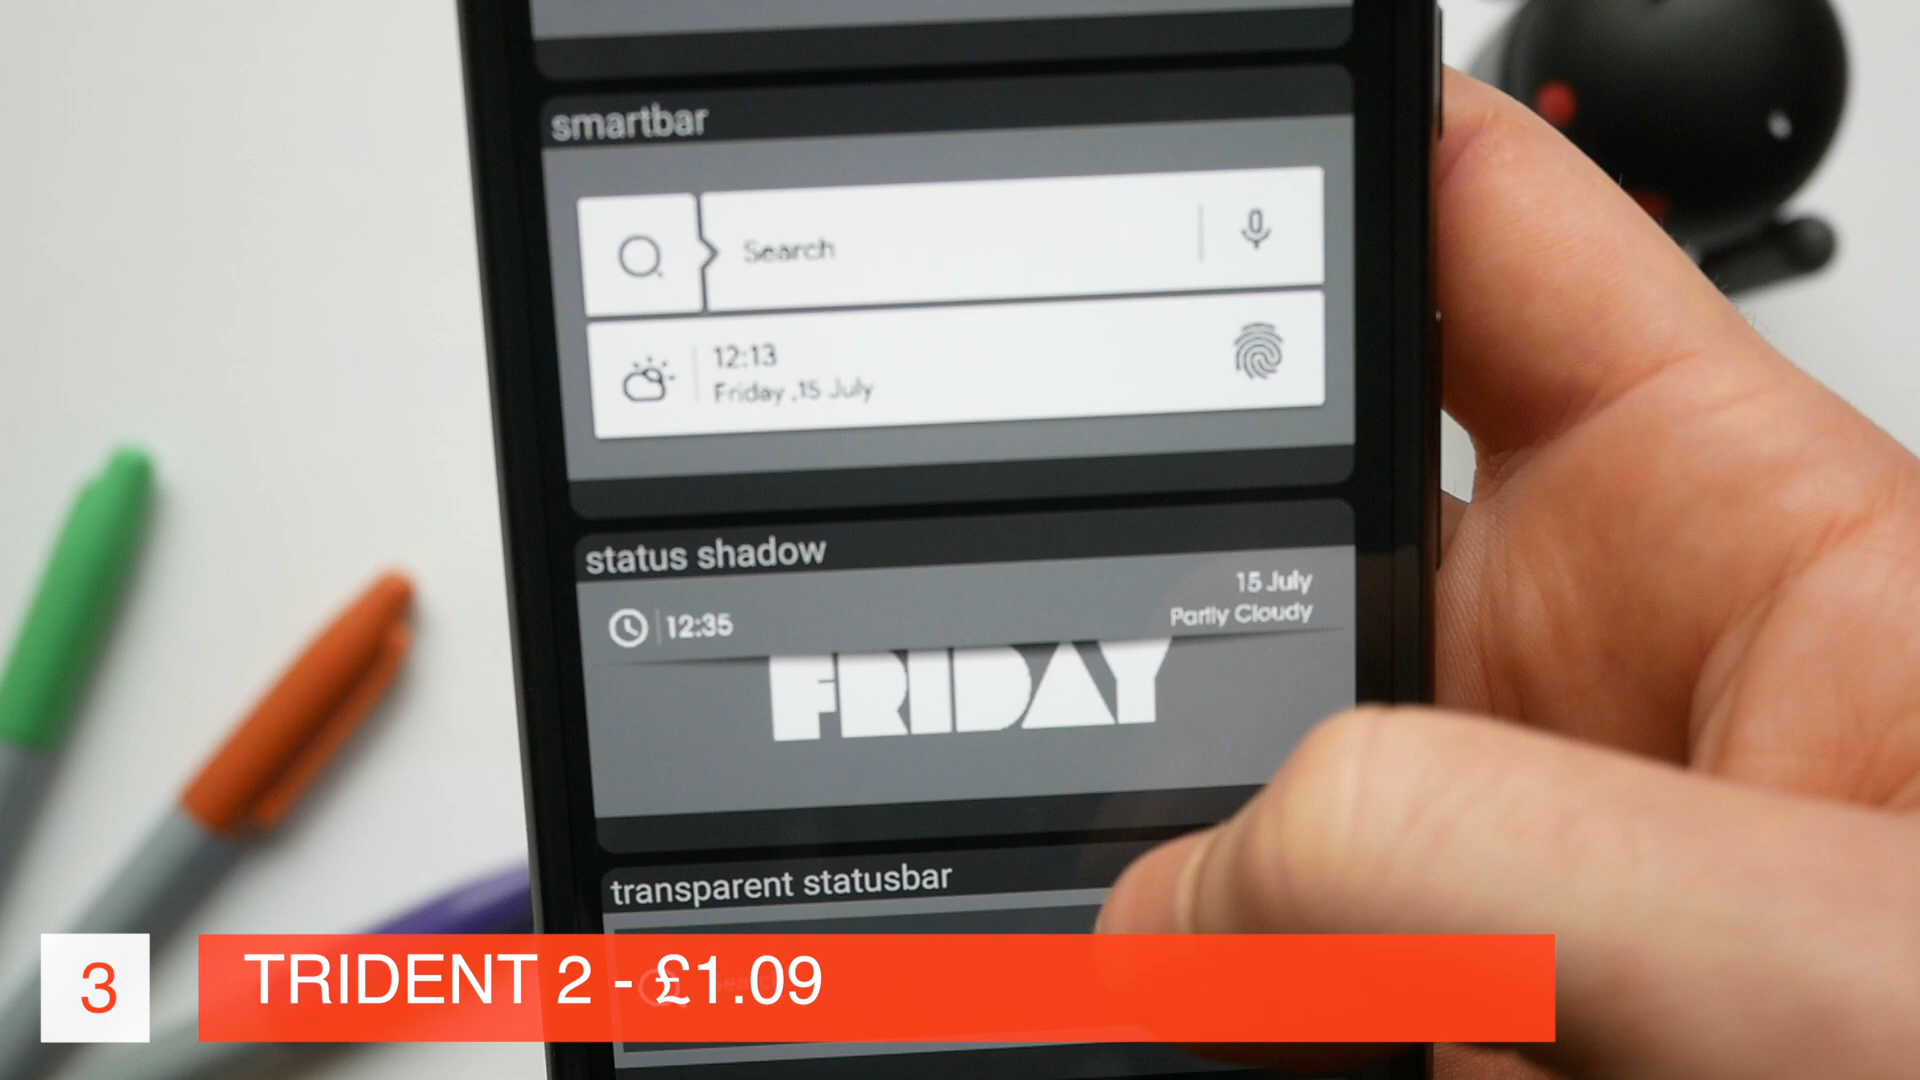 smartbar
Search
12:13
Friday ,15 July
status shadow
12:35
15 July
Partly Cloudy
FRIDAY
transparent statusbar
3
TRIDENT 2 - £1.09